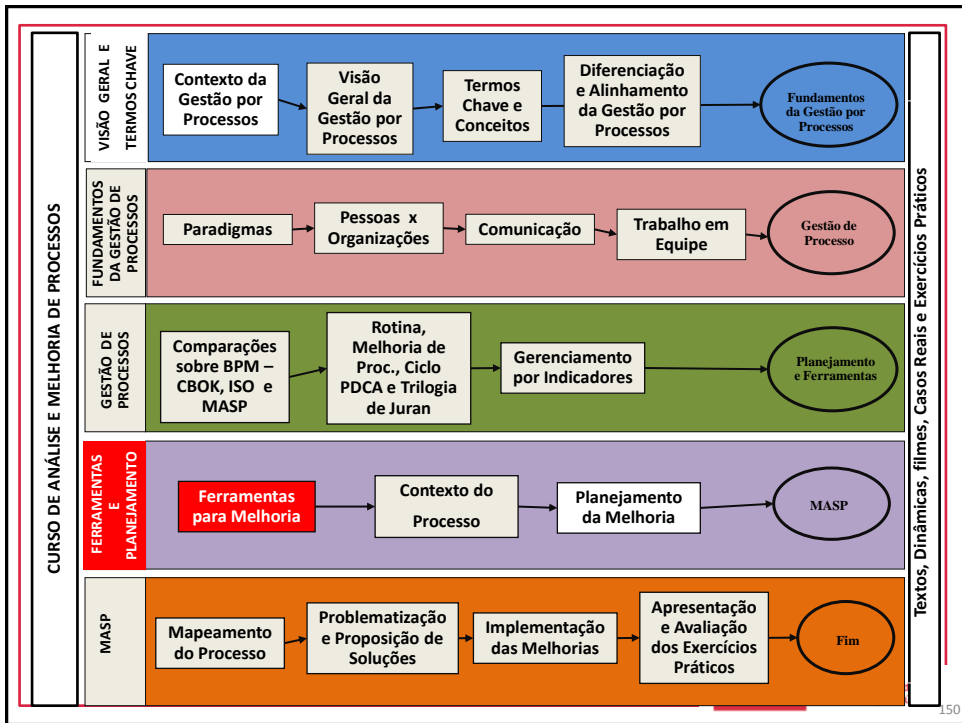 CURSO DE ANÁLISE E MELHORIA DE PROCESSOS
VISÃO GERAL E
TERMOS CHAVE
Contexto da
Gestão por
Processos
Visão
Geral da
Gestão por
Processos
Termos
Chave e
Conceitos
Diferenciação
e Alinhamento
da Gestão por
Processos
Fundamentos
da Gestão por
Processos
FUNDAMENTOS
DA GESTÃO DE
PROCESSOS
Paradigmas
Pessoas x
Organizações
Comunicação
Trabalho em
Equipe
Gestão de
Processo
GESTÃO DE
PROCESSOS
Comparações
sobre BPM –
CBOK, ISO e
MASP
Rotina,
Melhoria de
Proc., Ciclo
PDCA e Trilogia
de Juran
Gerenciamento
por Indicadores
Planejamento
e Ferramentas
FERRAMENTAS
E
PLANEJAMENTO
Ferramentas
para Melhoria
Contexto do
Processo
Planejamento
da Melhoria
MASP
MASP
Mapeamento
do Processo
Problematização
e Proposição de
Soluções
Implementação
das Melhorias
Apresentação
e Avaliação
dos Exercícios
Práticos
Fim
Textos, Dinâmicas, filmes, Casos Reais e Exercícios Práticos
150